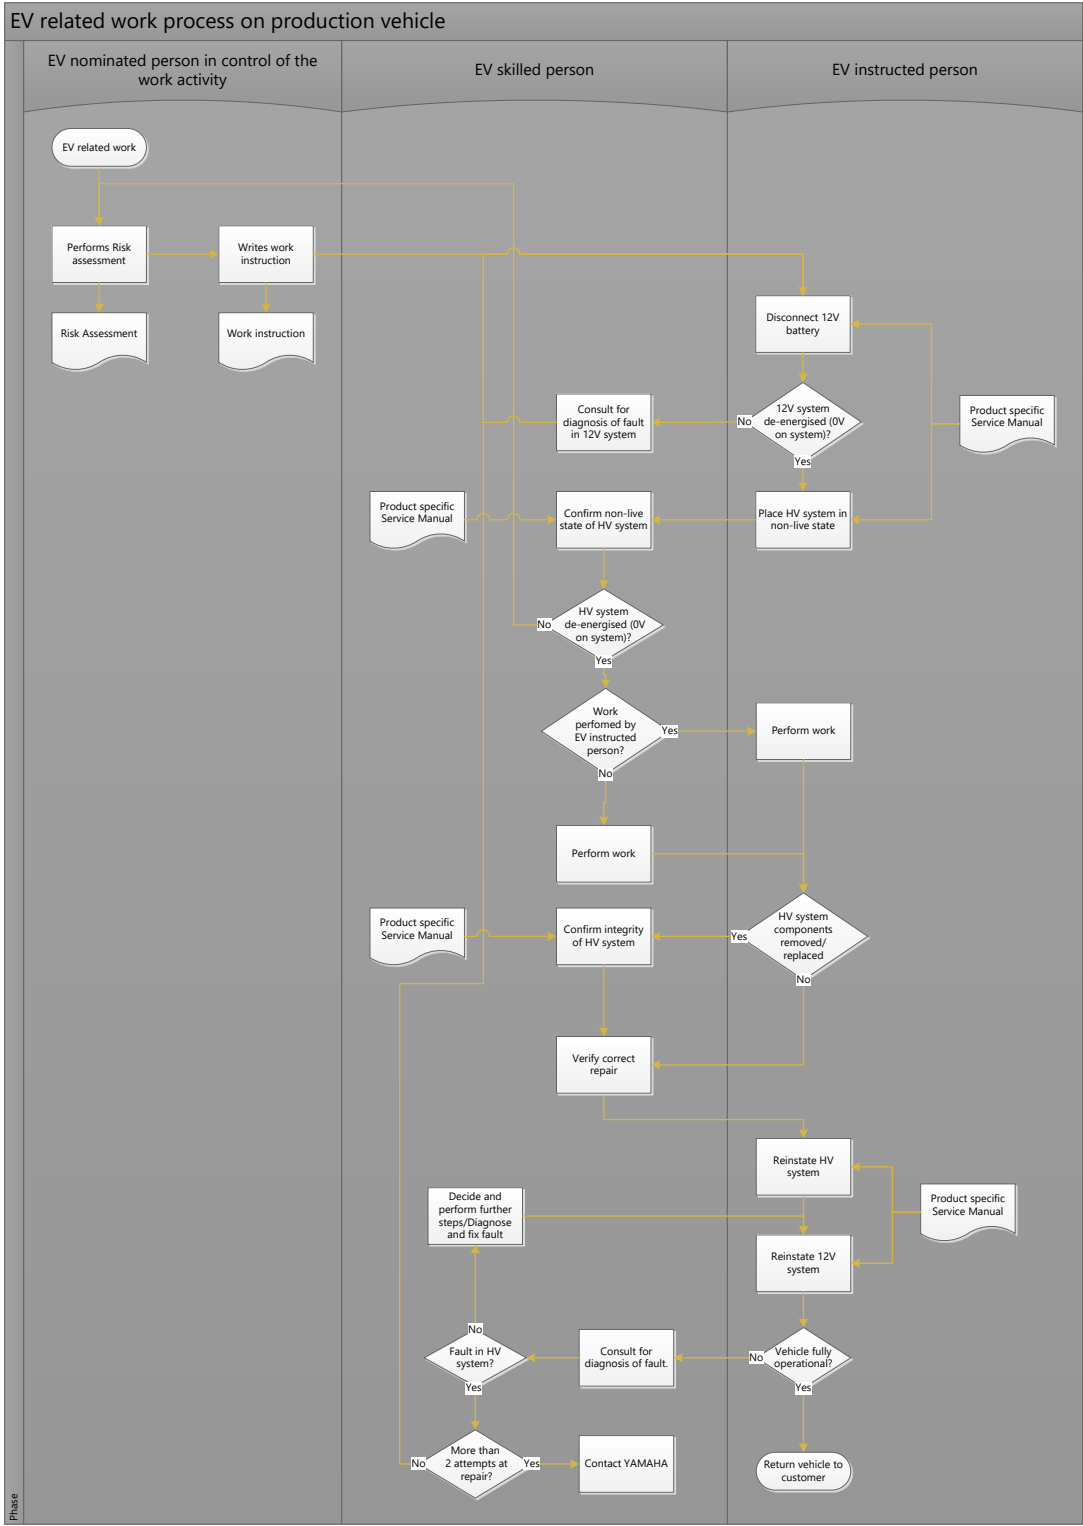 EV related work process on production vehicle
EV nominated person in control of the
work activity
EV skilled person
EV instructed person
EV related work
Performs Risk
assessment
Writes work
instruction
Risk Assessment
Work instruction
Disconnect 12V
battery
12V system
de-energised (0V
on system)?
No
Yes
Consult for
diagnosis of fault
in 12V system
Product specific
Service Manual
Product specific
Service Manual
Confirm non-live
state of HV system
Place HV system in
non-live state
HV system
de-energised (0V
on system)?
No
Yes
Work
perfomed by
EV instructed
person?
Yes
No
Perform work
Perform work
HV system
components
removed/
replaced
Yes
No
Product specific
Service Manual
Confirm integrity
of HV system
Verify correct
repair
Reinstate HV
system
Product specific
Service Manual
Decide and
perform further
steps/Diagnose
and fix fault
Reinstate 12V
system
Vehicle fully
operational?
No
Yes
Consult for
diagnosis of fault.
Fault in HV
system?
No
Yes
More than
2 attempts at
repair?
No
Yes
Contact YAMAHA
Return vehicle to
customer
Phase